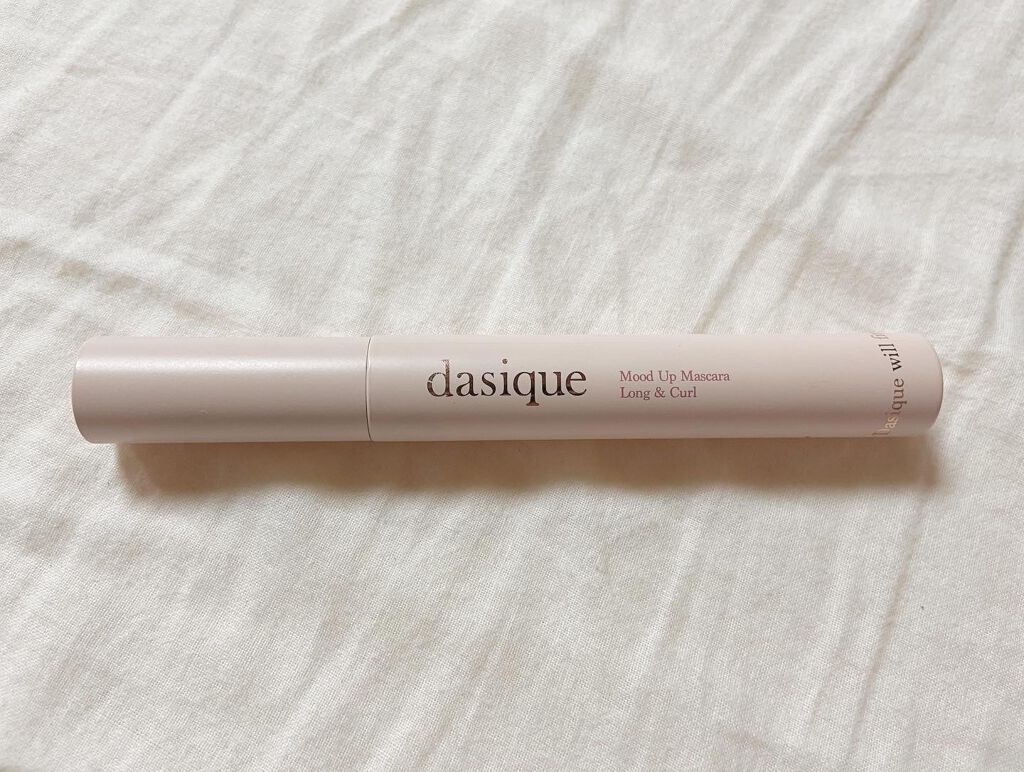 dasique
Mood Up Mascara
Long & Curl
Dasique will